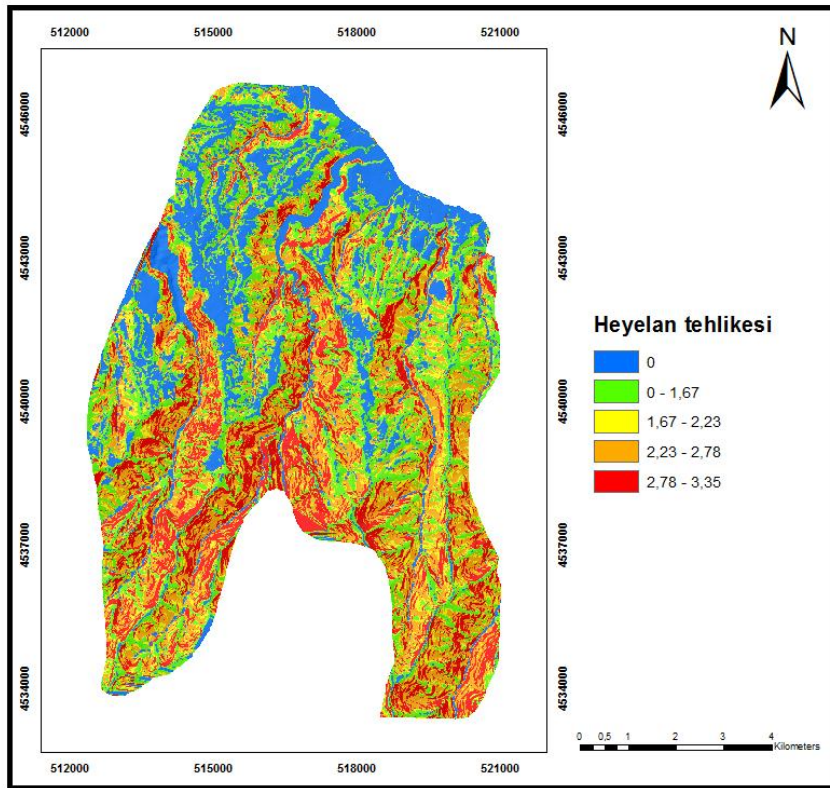 512000 515000 518000 521000
N
4546000 4546000
4543000 4543000
Heyelan tehlikesi
0
0 - 1,67
1,67 - 2,23
2,23 - 2,78
2,78 - 3,35
4540000 4540000
4537000 4537000
4534000 4534000
0 0,5 1 2 3 4
Kilometers
512000 515000 518000 521000